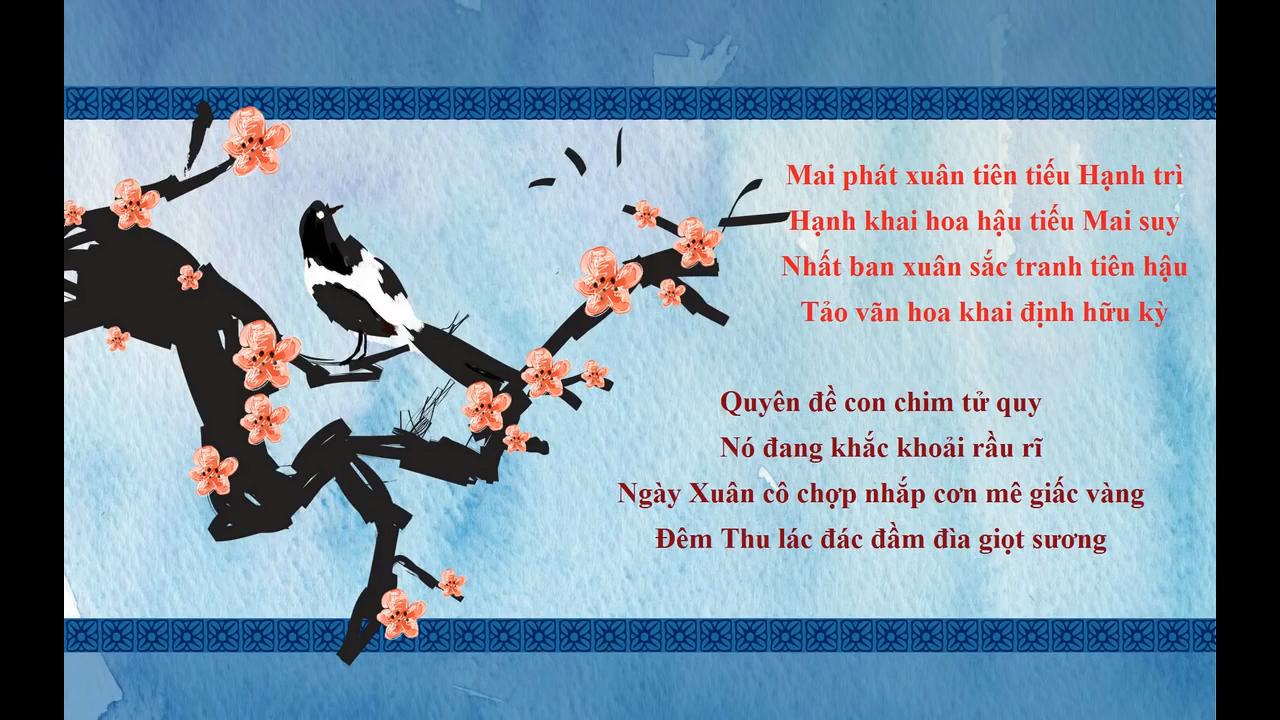 Mai phát xuân tiên tiếu Hạnh trì
Hạnh khai hoa hậu tiếu Mai suy
Nhất ban xuân sắc tranh tiên hậu
Tảo vãn hoa khai định hữu kỳ
Quyên đề con chim tử quy
Nó đang khắc khoải rầu rĩ
Ngày Xuân cô chợp nhắp cơn mê giấc vàng
Đêm Thu lác đác đầm đìa giọt sương